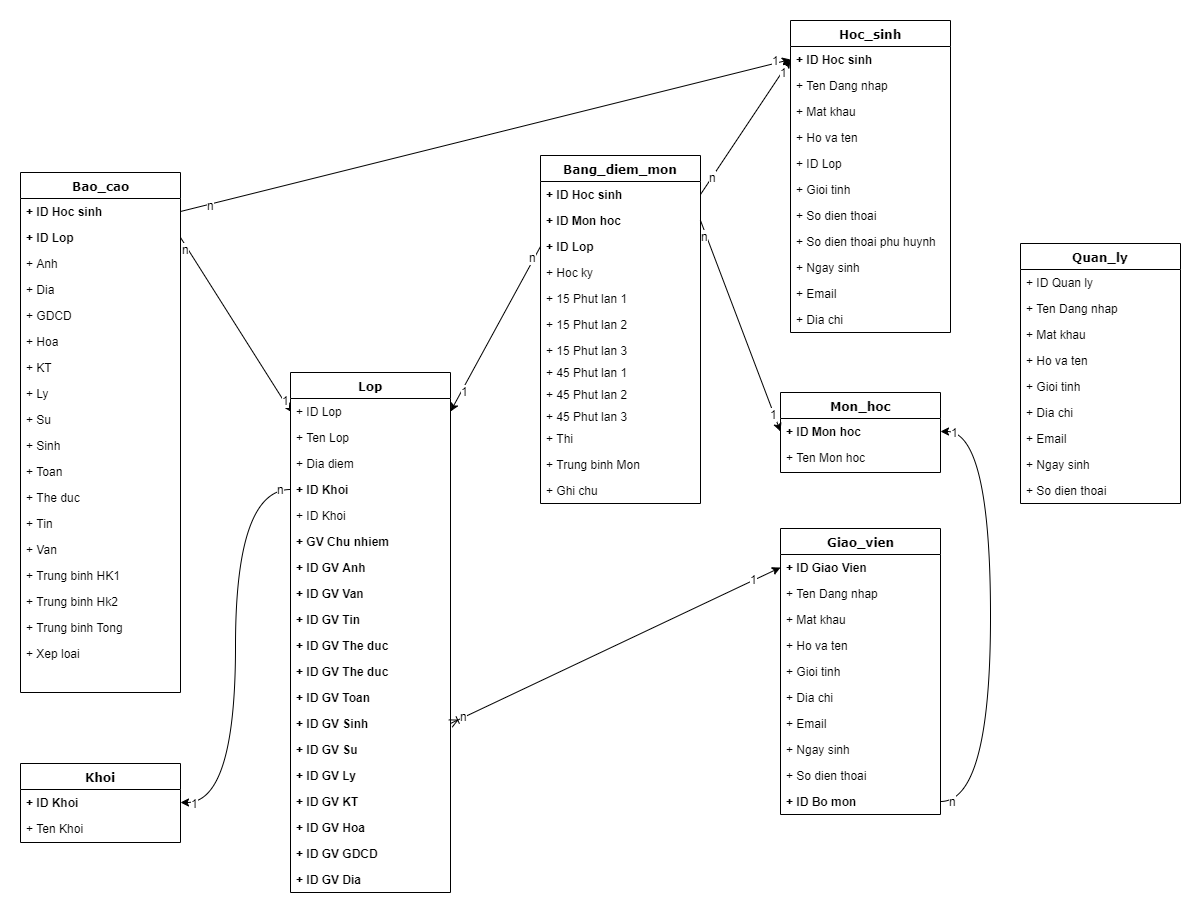 Hoc_sinh
+ ID Hoc sinh
+ Ten Dang nhap
+ Mat khau
+ Ho va ten
+ ID Lop
+ Gioi tinh
+ So dien thoai
+ So dien thoai phu huynh
+ Ngay sinh
+ Email
+ Dia chi
1
1
n
n
Bao_cao
+ ID Hoc sinh
+ ID Lop
+ Anh
+ Dia
+ GDCD
+ Hoa
+ KT
+ Ly
+ Su
+ Sinh
+ Toan
+ The duc
+ Tin
+ Van
+ Trung binh HK1
+ Trung binh Hk2
+ Trung binh Tong
+ Xep loai
n
1
Bang_diem_mon
+ ID Hoc sinh
+ ID Mon hoc
+ ID Lop
+ Hoc ky
+ 15 Phut lan 1
+ 15 Phut lan 2
+ 15 Phut lan 3
+ 45 Phut lan 1
+ 45 Phut lan 2
+ 45 Phut lan 3
+ Thi
+ Trung binh Mon
+ Ghi chu
n
1
n
1
Quan_ly
+ ID Quan ly
+ Ten Dang nhap
+ Mat khau
+ Ho va ten
+ Gioi tinh
+ Dia chi
+ Email
+ Ngay sinh
+ So dien thoai
Lop
+ ID Lop
+ Ten Lop
+ Dia diem
+ ID Khoi
+ ID Khoi
+ GV Chu nhiem
+ ID GV Anh
+ ID GV Van
+ ID GV Tin
+ ID GV The duc
+ ID GV The duc
+ ID GV Toan
+ ID GV Sinh
+ ID GV Su
+ ID GV Ly
+ ID GV KT
+ ID GV Hoa
+ ID GV GDCD
+ ID GV Dia
n
1
n
1
Mon_hoc
+ ID Mon hoc
+ Ten Mon hoc
1
n
Giao_vien
+ ID Giao Vien
+ Ten Dang nhap
+ Mat khau
+ Ho va ten
+ Gioi tinh
+ Dia chi
+ Email
+ Ngay sinh
+ So dien thoai
+ ID Bo mon
Khoi
+ ID Khoi
+ Ten Khoi